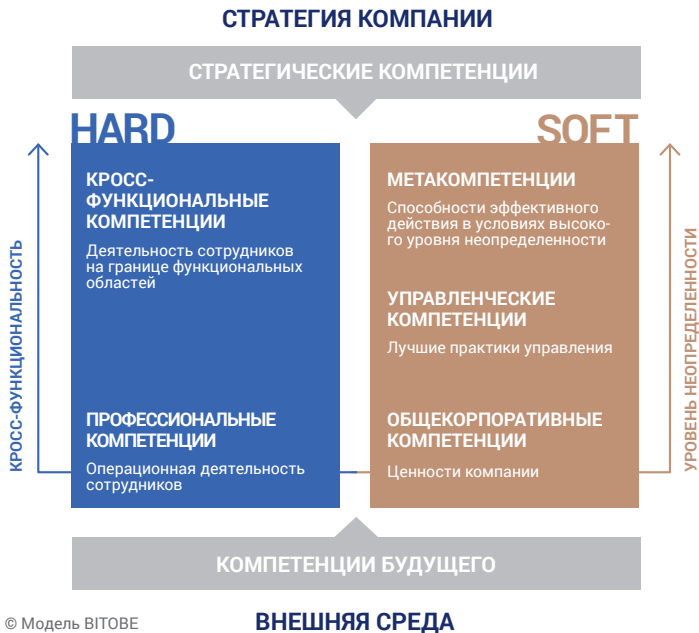 СТРАТЕГИЯ КОМПАНИИ
СТРАТЕГИЧЕСКИЕ КОМПЕТЕНЦИИ
HARD
КРОСС-
ФУНКЦИОНАЛЬНЫЕ
КОМПЕТЕНЦИИ
Деятельность сотрудников
на границе функциональных
областей
ПРОФЕССИОНАЛЬНЫЕ
КОМПЕТЕНЦИИ
Операционная деятельность
сотрудников
КРОСС-ФУНКЦИОНАЛЬНОСТЬ
SOFT
МЕТАКОМПЕТЕНЦИИ
Способности эффективного
действия в условиях высоко-
го уровня неопределенности
УПРАВЛЕНЧЕСКИЕ
КОМПЕТЕНЦИИ
Лучшие практики управления
ОБЩЕКОРПОРАТИВНЫЕ
КОМПЕТЕНЦИИ
Ценности компании
УРОВЕНЬ НЕОПРЕДЕЛЕННОСТИ
КОМПЕТЕНЦИИ БУДУЩЕГО
© Модель BITOBE
ВНЕШНЯЯ СРЕДА